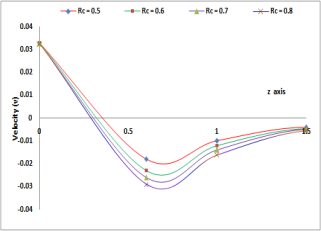 Rc = 0.5 Rc = 0.6 Rc = 0.7 Rc = 0.8
0.04
0.03
0.02
0.01
0
-0.01
-0.02
-0.03
-0.04
Velocity (v)
z axis
0 0.5 1 1.5